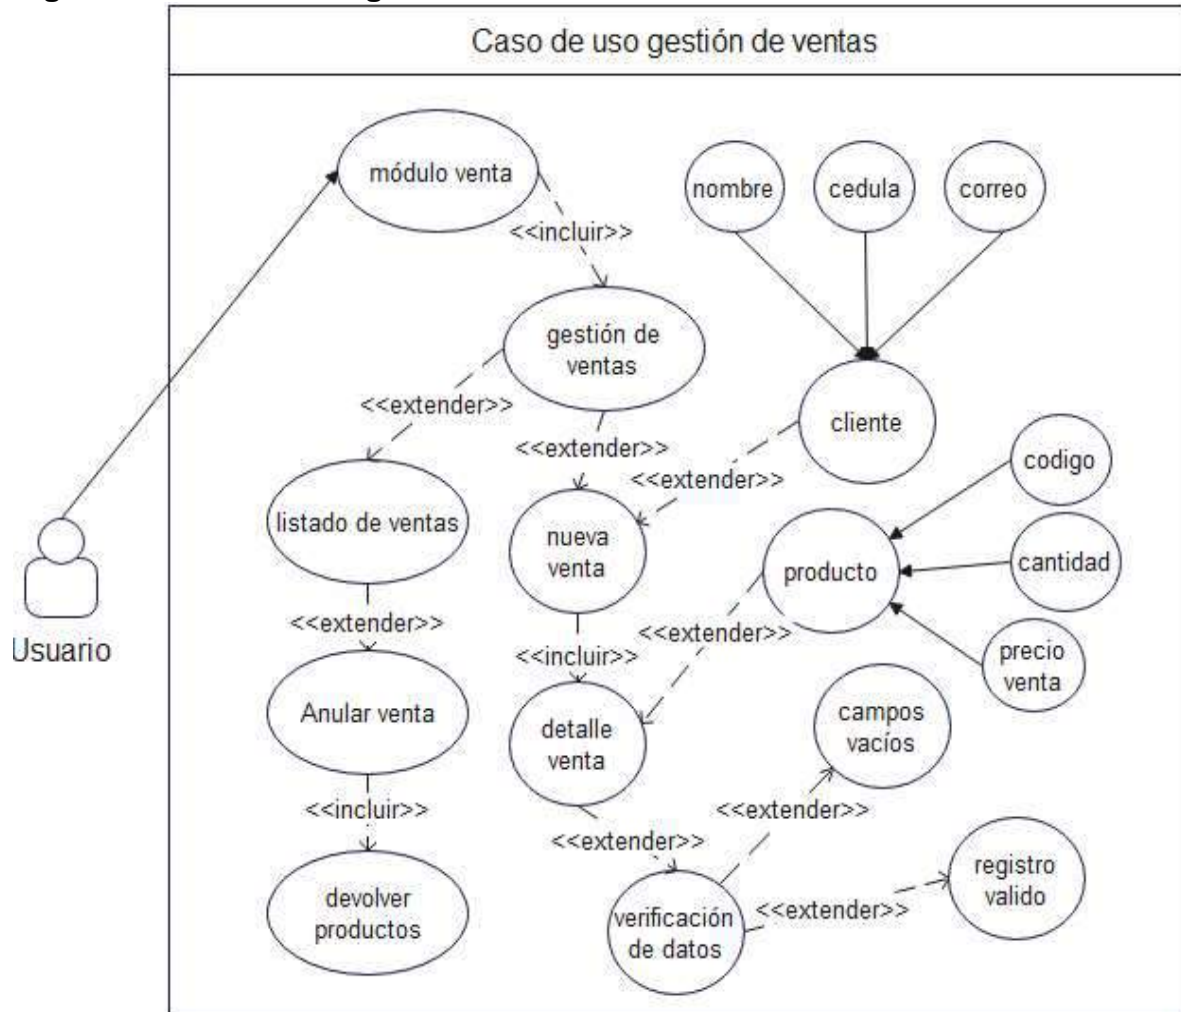 Caso de uso gestión de ventas
módulo venta
nombre
cedula
correo
<<incluir>>
gestión de
ventas
<<extender>>
<<extender>>
cliente
<<extender>>
codigo
listado de ventas
nueva
venta
producto
cantidad
<<extender>>
<<extender>>
<<incluir>>
precio
venta
Usuario
Anular venta
detalle
venta
campos
vacíos
<<incluir>>
<<extender>>
<<extender>>
devolver
productos
verificación
de datos
<<extender>>
registro
valido